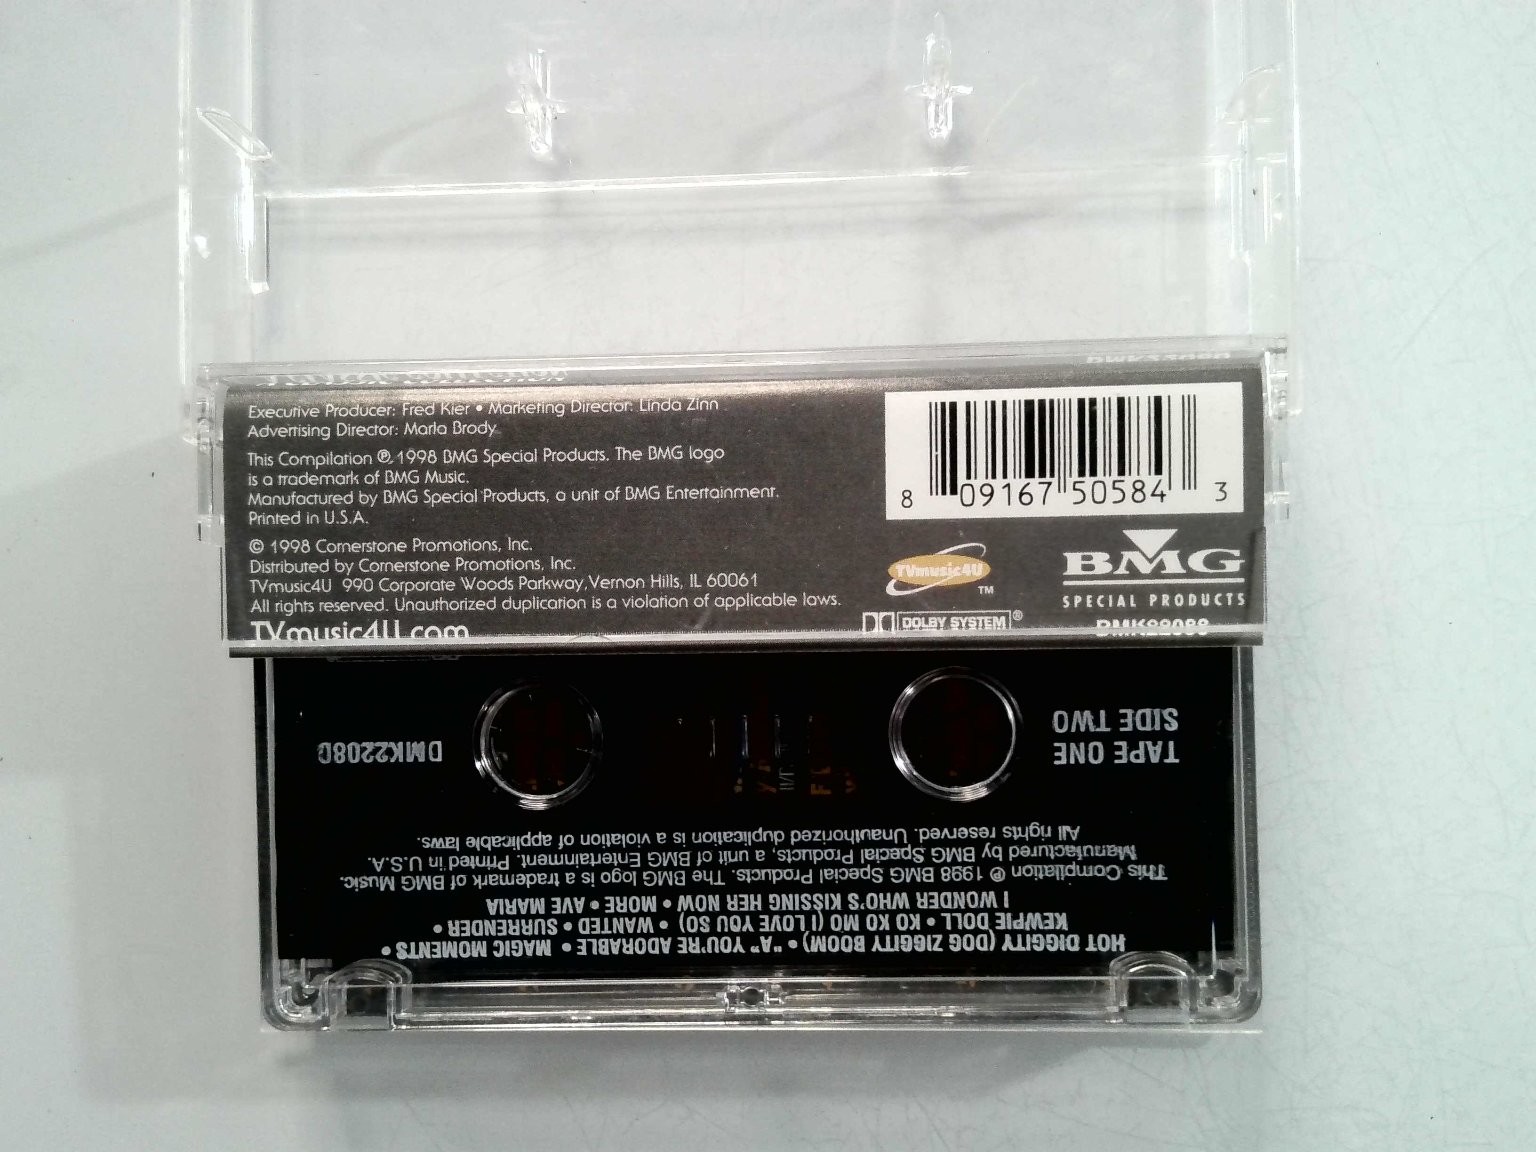 Executive Producer: Fred Kier • Marketing Director: Linda Zinn
Advertising Director: Marla Brody
This Compilation ℗ 1998 BMG Special Products. The BMG logo
is a trademark of BMG Music.
Manufactured by BMG Special Products, a unit of BMG Entertainment.
Printed in U.S.A.
© 1998 Cornerstone Promotions, Inc.
Distributed by Cornerstone Promotions, Inc.
TVmusic4U 990 Corporate Woods Parkway, Vernon Hills, IL 60061
All rights reserved. Unauthorized duplication is a violation of applicable laws.
TVmusic4U.com
8 09167 50584 3
TVmusic4U ™
BMG
SPECIAL PRODUCTS
DOLBY SYSTEM ®
TAPE ONE
SIDE TWO
DMK22080
All rights reserved. Unauthorized duplication is a violation of applicable laws.
Manufactured by BMG Special Products, a unit of BMG Entertainment. Printed in U.S.A.
This Compilation ℗ 1998 BMG Special Products. The BMG logo is a trademark of BMG Music.
HOT DIGGITY (DOG ZIGGITY BOOM) • "A" YOU'RE ADORABLE • MAGIC MOMENTS •
KEWPIE DOLL • KO KO MO (I LOVE YOU SO) • WANTED • SURRENDER •
I WONDER WHO'S KISSING HER NOW • MORE • AVE MARIA